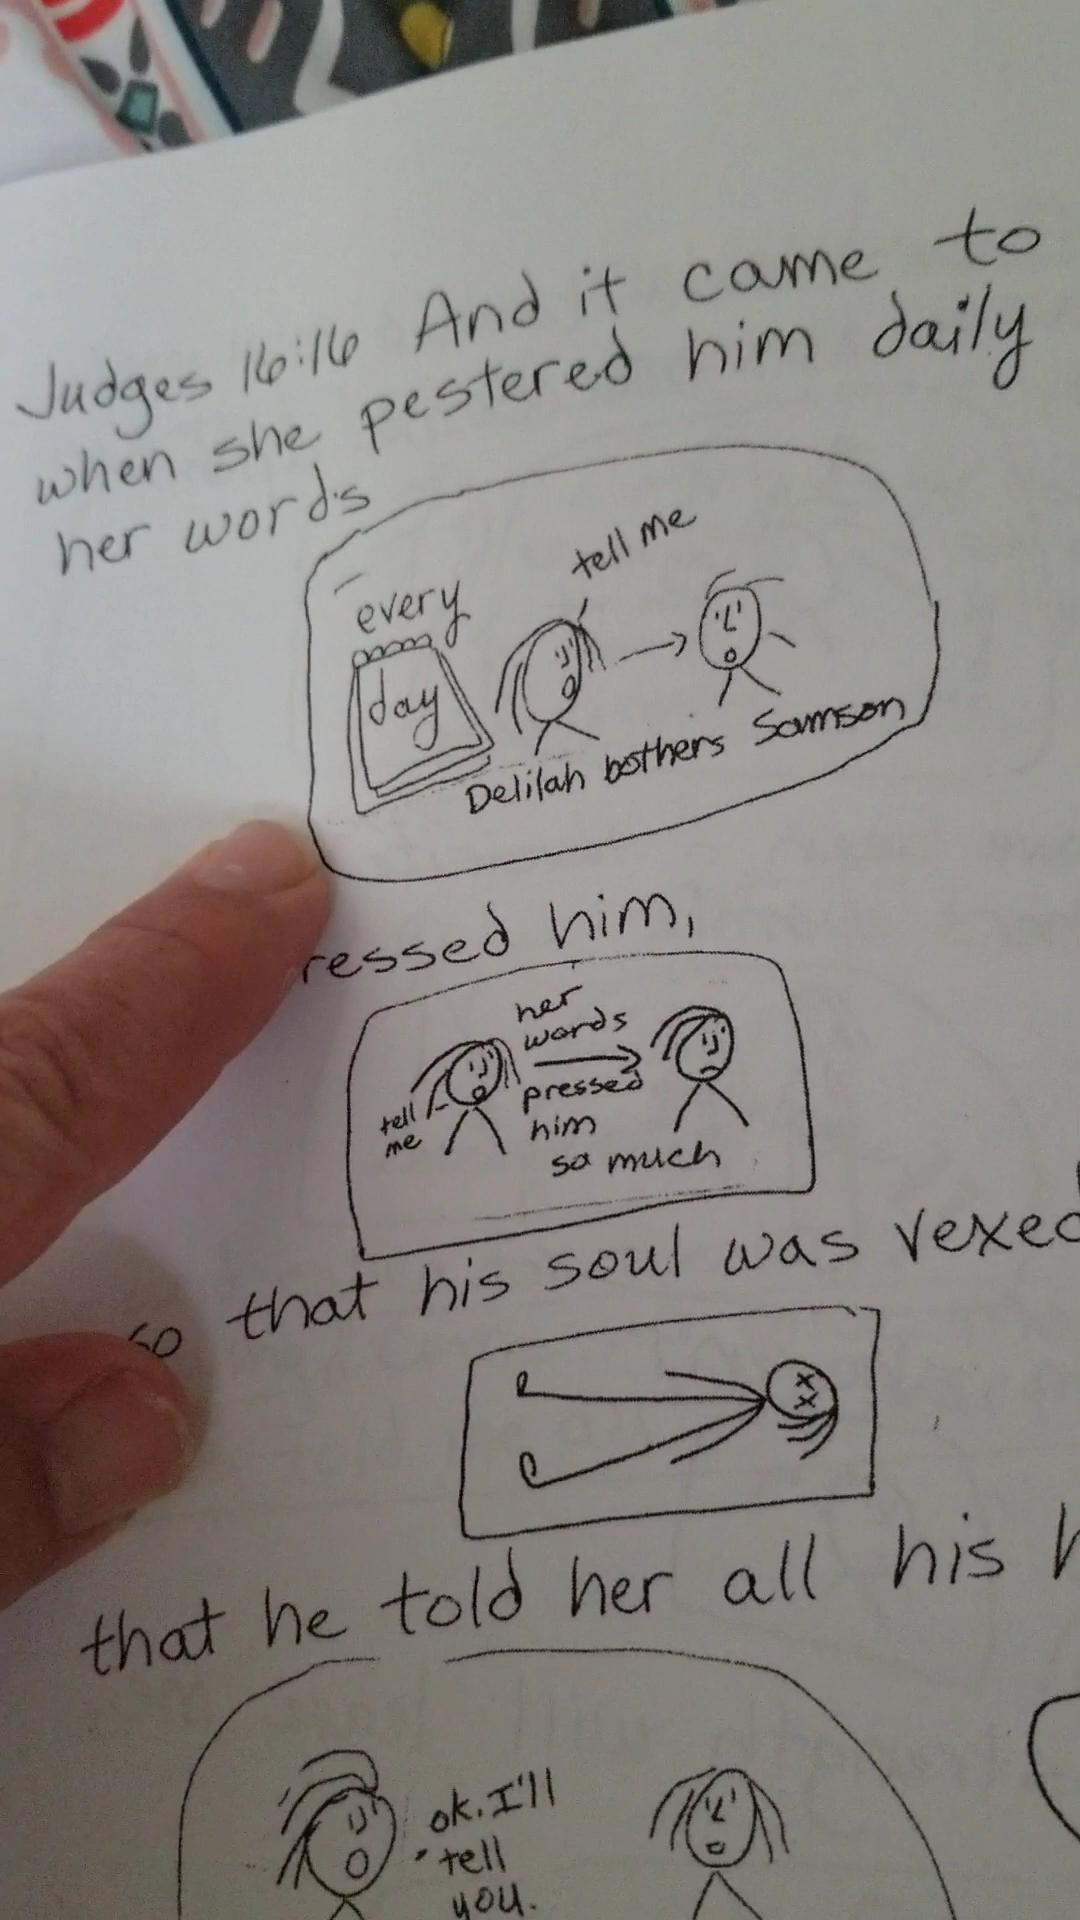 Judges 16:16 And it came to
when she pestered him daily
her words
every
day
tell me
Delilah bothers Samson
ressed him,
her
words
pressed
him
so much
tell
me
so that his soul was vexed
that he told her all his
ok. I'll
tell
you.